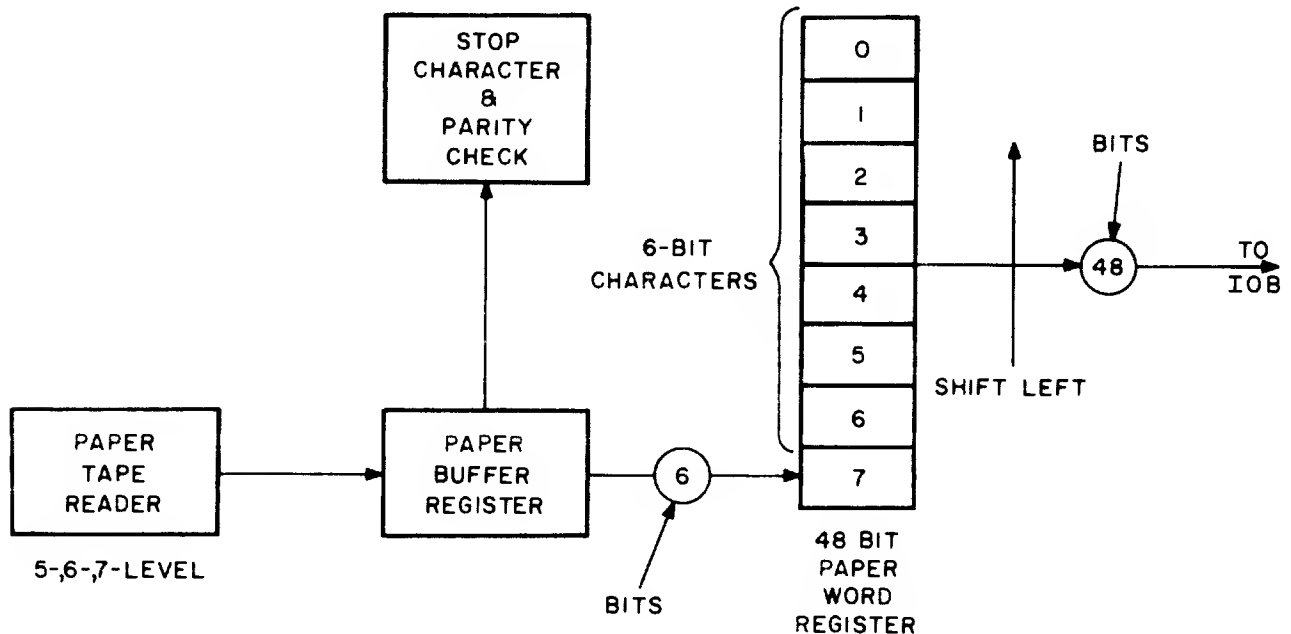 STOP
CHARACTER
&
PARITY
CHECK
0
1
2
3
4
5
6
7
6-BIT
CHARACTERS
BITS
48
TO
IOB
SHIFT LEFT
PAPER
TAPE
READER
PAPER
BUFFER
REGISTER
6
5-,6-,7-LEVEL
BITS
48 BIT
PAPER
WORD
REGISTER